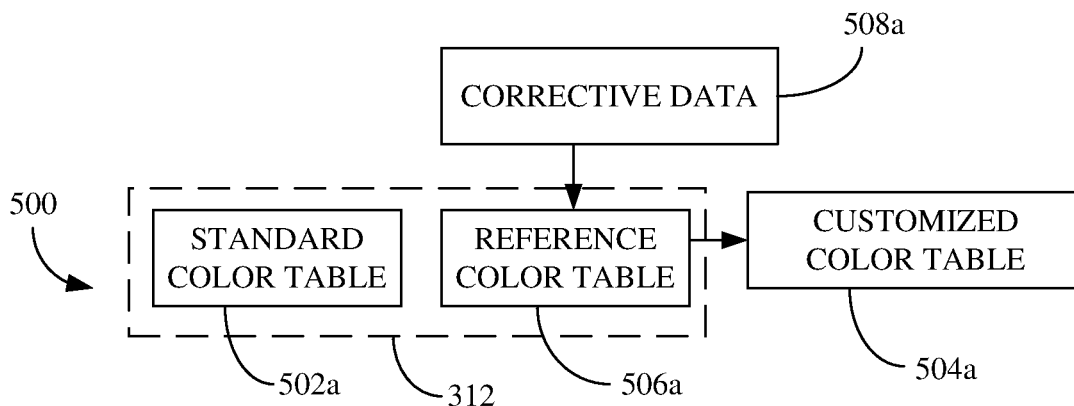 508a
CORRECTIVE DATA
500
STANDARD
COLOR TABLE
REFERENCE
COLOR TABLE
CUSTOMIZED
COLOR TABLE
502a
312
506a
504a